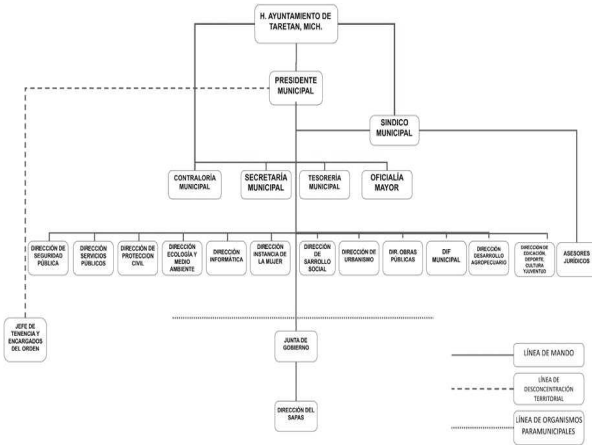 H. AYUNTAMIENTO DE
TARETAN, MICH.
PRESIDENTE
MUNICIPAL
SINDICO
MUNICIPAL
CONTRALORÍA
MUNICIPAL
SECRETARÍA
MUNICIPAL
TESORERÍA
MUNICIPAL
OFICIALÍA
MAYOR
DIRECCIÓN DE
SEGURIDAD
PÚBLICA
DIRECCIÓN
SERVICIOS
PÚBLICOS
DIRECCIÓN DE
PROTECCIÓN
CIVIL
DIRECCIÓN
ECOLOGÍA Y
MEDIO
AMBIENTE
DIRECCIÓN
INFORMÁTICA
DIRECCIÓN
INSTANCIA DE
LA MUJER
DIRECCIÓN
DE
SARROLLO
SOCIAL
DIRECCIÓN DE
URBANISMO
DIR. OBRAS
PÚBLICAS
DIF
MUNICIPAL
DIRECCIÓN
DESARROLLO
AGROPECUARIO
DIRECCIÓN DE
EDICACIÓN,
DEPORTE,
CULTURA
YJUVENTUD
ASESORES
JURÍDICOS
JEFE DE
TENENCIA Y
ENCARGADOS
DEL ORDEN
JUNTA DE
GOBIERNO
DIRECCIÓN DEL
SAPAS
LÍNEA DE MANDO
LÍNEA DE
DESCONCENTRACIÓN
TERRITORIAL
LÍNEA DE ORGANISMOS
PARAMUNICIPALES